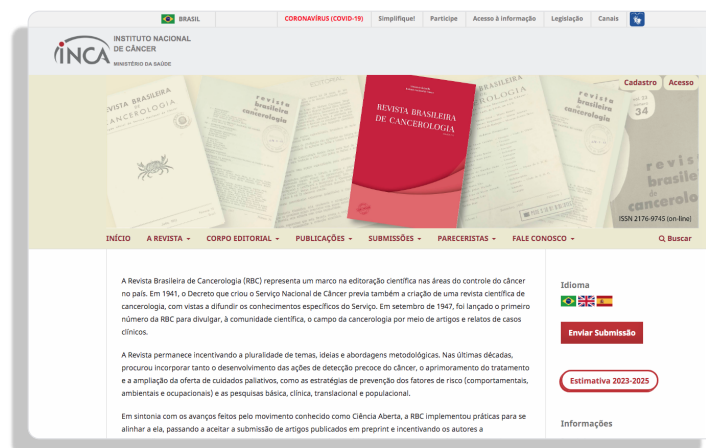 BRASIL
CORONAVÍRUS (COVID-19)
Simplifique!
Participe
Acesso à informação
Legislação
Canais
INCA
INSTITUTO NACIONAL
DE CÂNCER
MINISTÉRIO DA SAÚDE
Cadastro
Acesso
REVISTA BRASILEIRA
DE CANCEROLOGIA
revista
brasileira
de
cancerologia
REVISTA BRASILEIRA
DE CANCEROLOGIA
34
ISSN 2176-9745 (on-line)
INÍCIO
A REVISTA
CORPO EDITORIAL
PUBLICAÇÕES
SUBMISSÕES
PARECERISTAS
FALE CONOSCO
Buscar
A Revista Brasileira de Cancerologia (RBC) representa um marco na editoração científica nas áreas do controle do câncer
no país. Em 1941, o Decreto que criou o Serviço Nacional de Câncer previa também a criação de uma revista científica de
cancerologia, com vistas a difundir os conhecimentos específicos do Serviço. Em setembro de 1947, foi lançado o primeiro
número da RBC para divulgar, à comunidade científica, o campo da cancerologia por meio de artigos e relatos de casos
clínicos.
A Revista permanece incentivando a pluralidade de temas, ideias e abordagens metodológicas. Nas últimas décadas,
procurou incorporar tanto o desenvolvimento das ações de detecção precoce do câncer, o aprimoramento do tratamento
e a ampliação da oferta de cuidados paliativos, como as estratégias de prevenção dos fatores de risco (comportamentais,
ambientais e ocupacionais) e as pesquisas básica, clínica, translacional e populacional.
Em sintonia com os avanços feitos pelo movimento conhecido como Ciência Aberta, a RBC implementou práticas para se
alinhar a ela, passando a aceitar a submissão de artigos publicados em preprint e incentivando os autores a
Idioma
Enviar Submissão
Estimativa 2023-2025
Informações